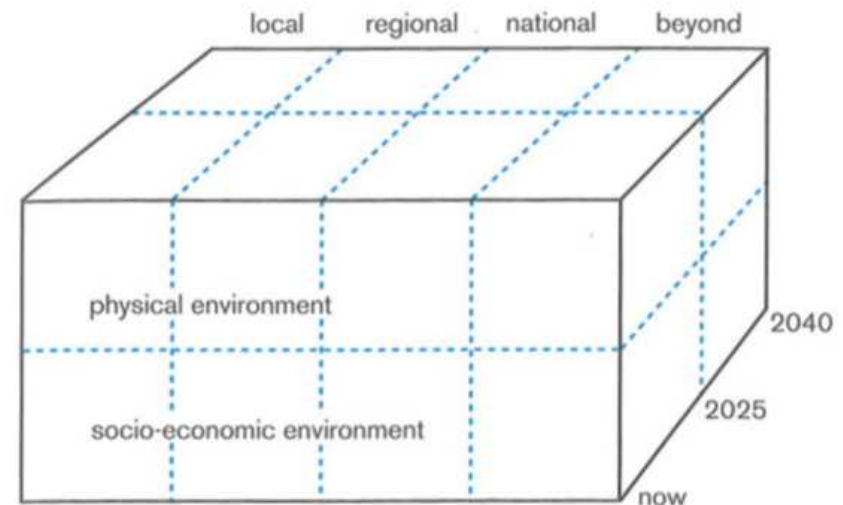 local regional national beyond
physical environment
2040
2025
socio-economic environment
now